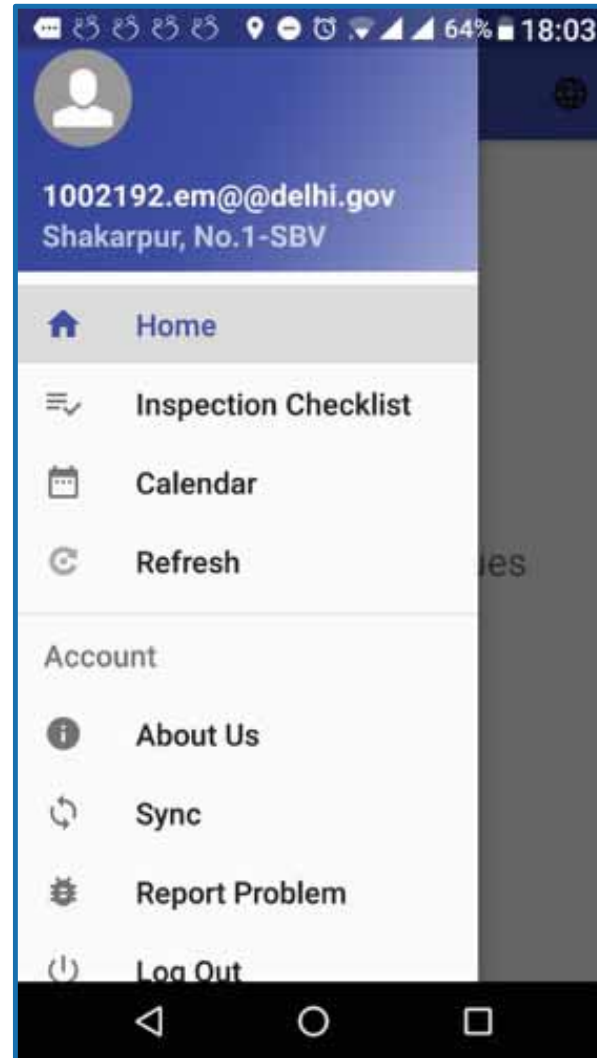 64% 18:03
1002192.em@@delhi.gov
Shakarpur, No.1-SBV
Home
Inspection Checklist
Calendar
Refresh
ues
Account
About Us
Sync
Report Problem
Log Out